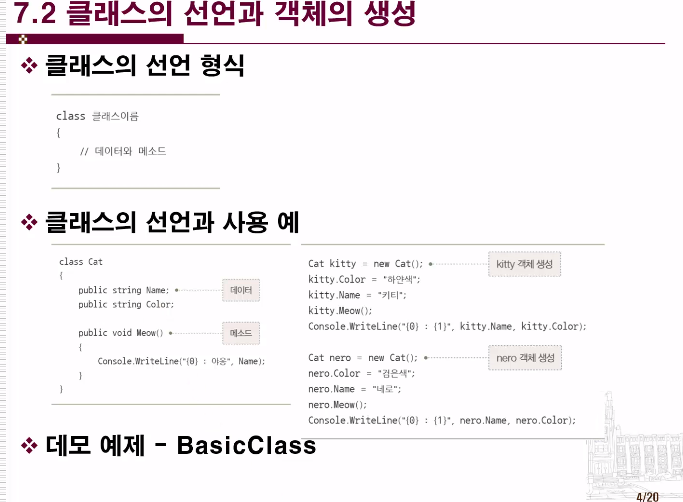 7.2 클래스의 선언과 객체의 생성
클래스의 선언 형식
class 클래스이름
{
// 데이터와 메소드
}
클래스의 선언과 사용 예
class Cat
{
public string Name; 데이터
public string Color;
public void Meow() 메소드
{
Console.WriteLine("{0} : 야옹", Name);
}
}
Cat kitty = new Cat(); kitty 객체 생성
kitty.Color = "하얀색";
kitty.Name = "키티";
kitty.Meow();
Console.WriteLine("{0} : {1}", kitty.Name, kitty.Color);
Cat nero = new Cat(); nero 객체 생성
nero.Color = "검은색";
nero.Name = "네로";
nero.Meow();
Console.WriteLine("{0} : {1}", nero.Name, nero.Color);
데모 예제 - BasicClass
4/20